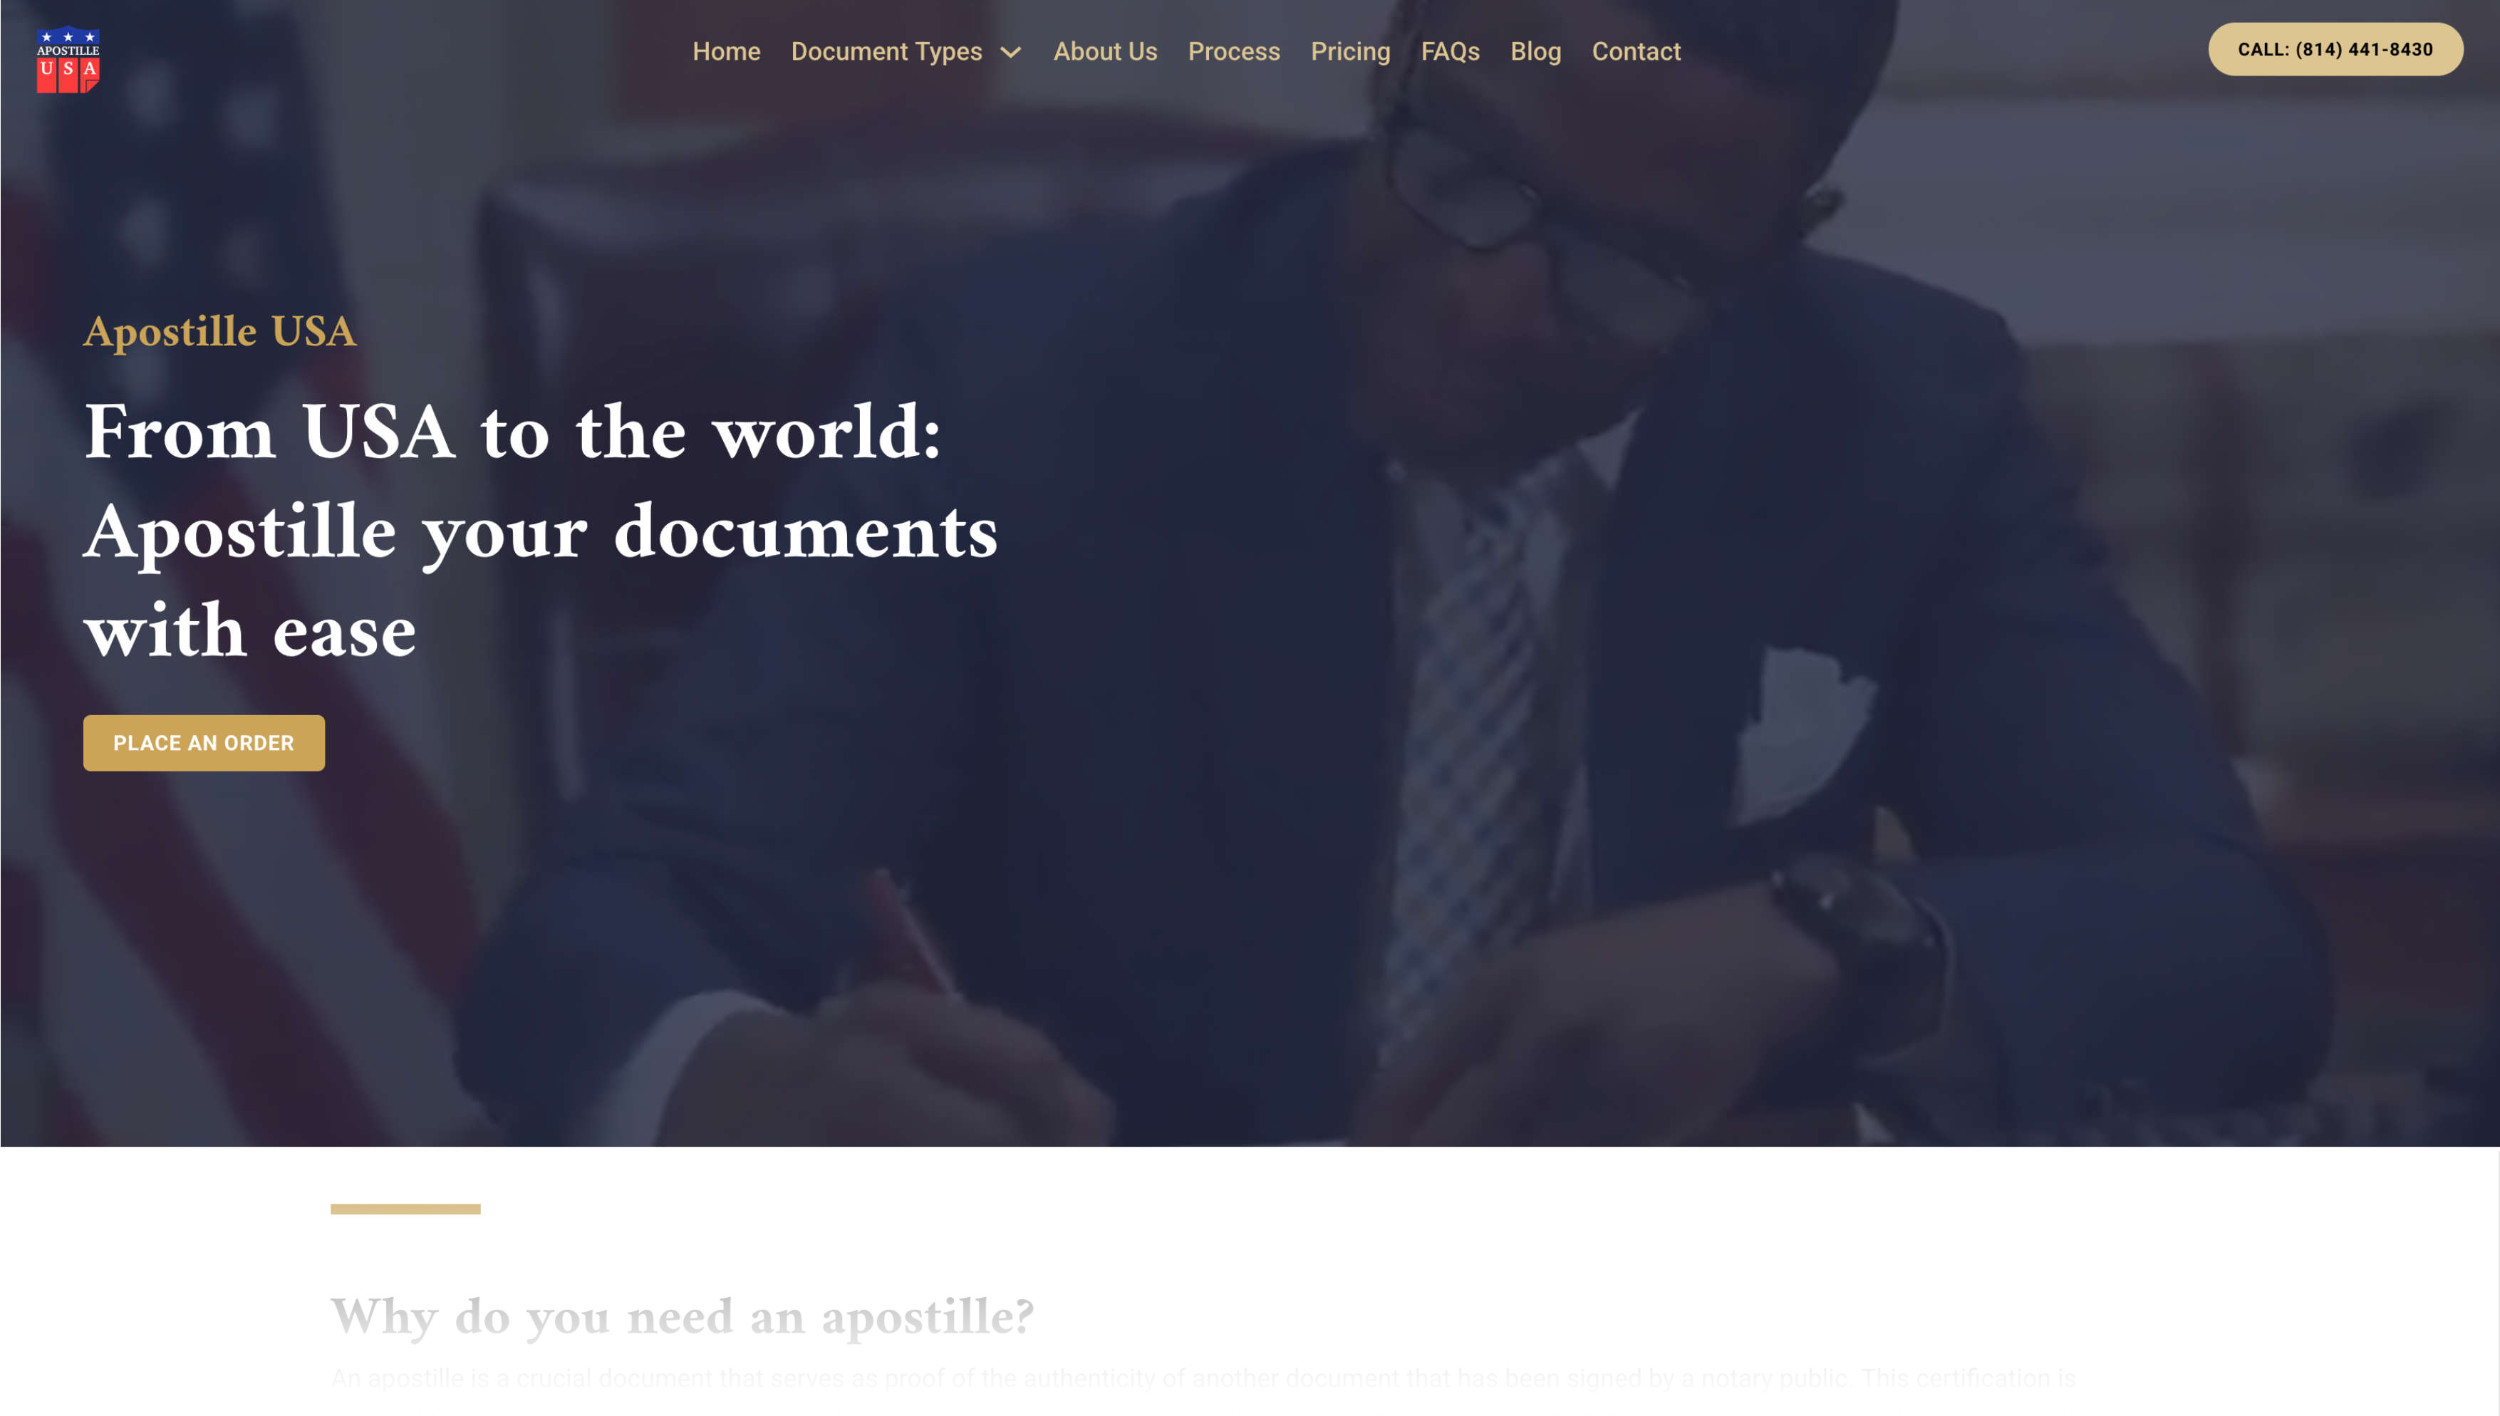 APOSTILLE
USA
Home
Document Types
About Us
Process
Pricing
FAQs
Blog
Contact
CALL: (814) 441-8430
Apostille USA
From USA to the world:
Apostille your documents
with ease
PLACE AN ORDER
Why do you need an apostille?
An apostille is a crucial document that serves as proof of the authenticity of another document that has been signed by a notary public. This certification is